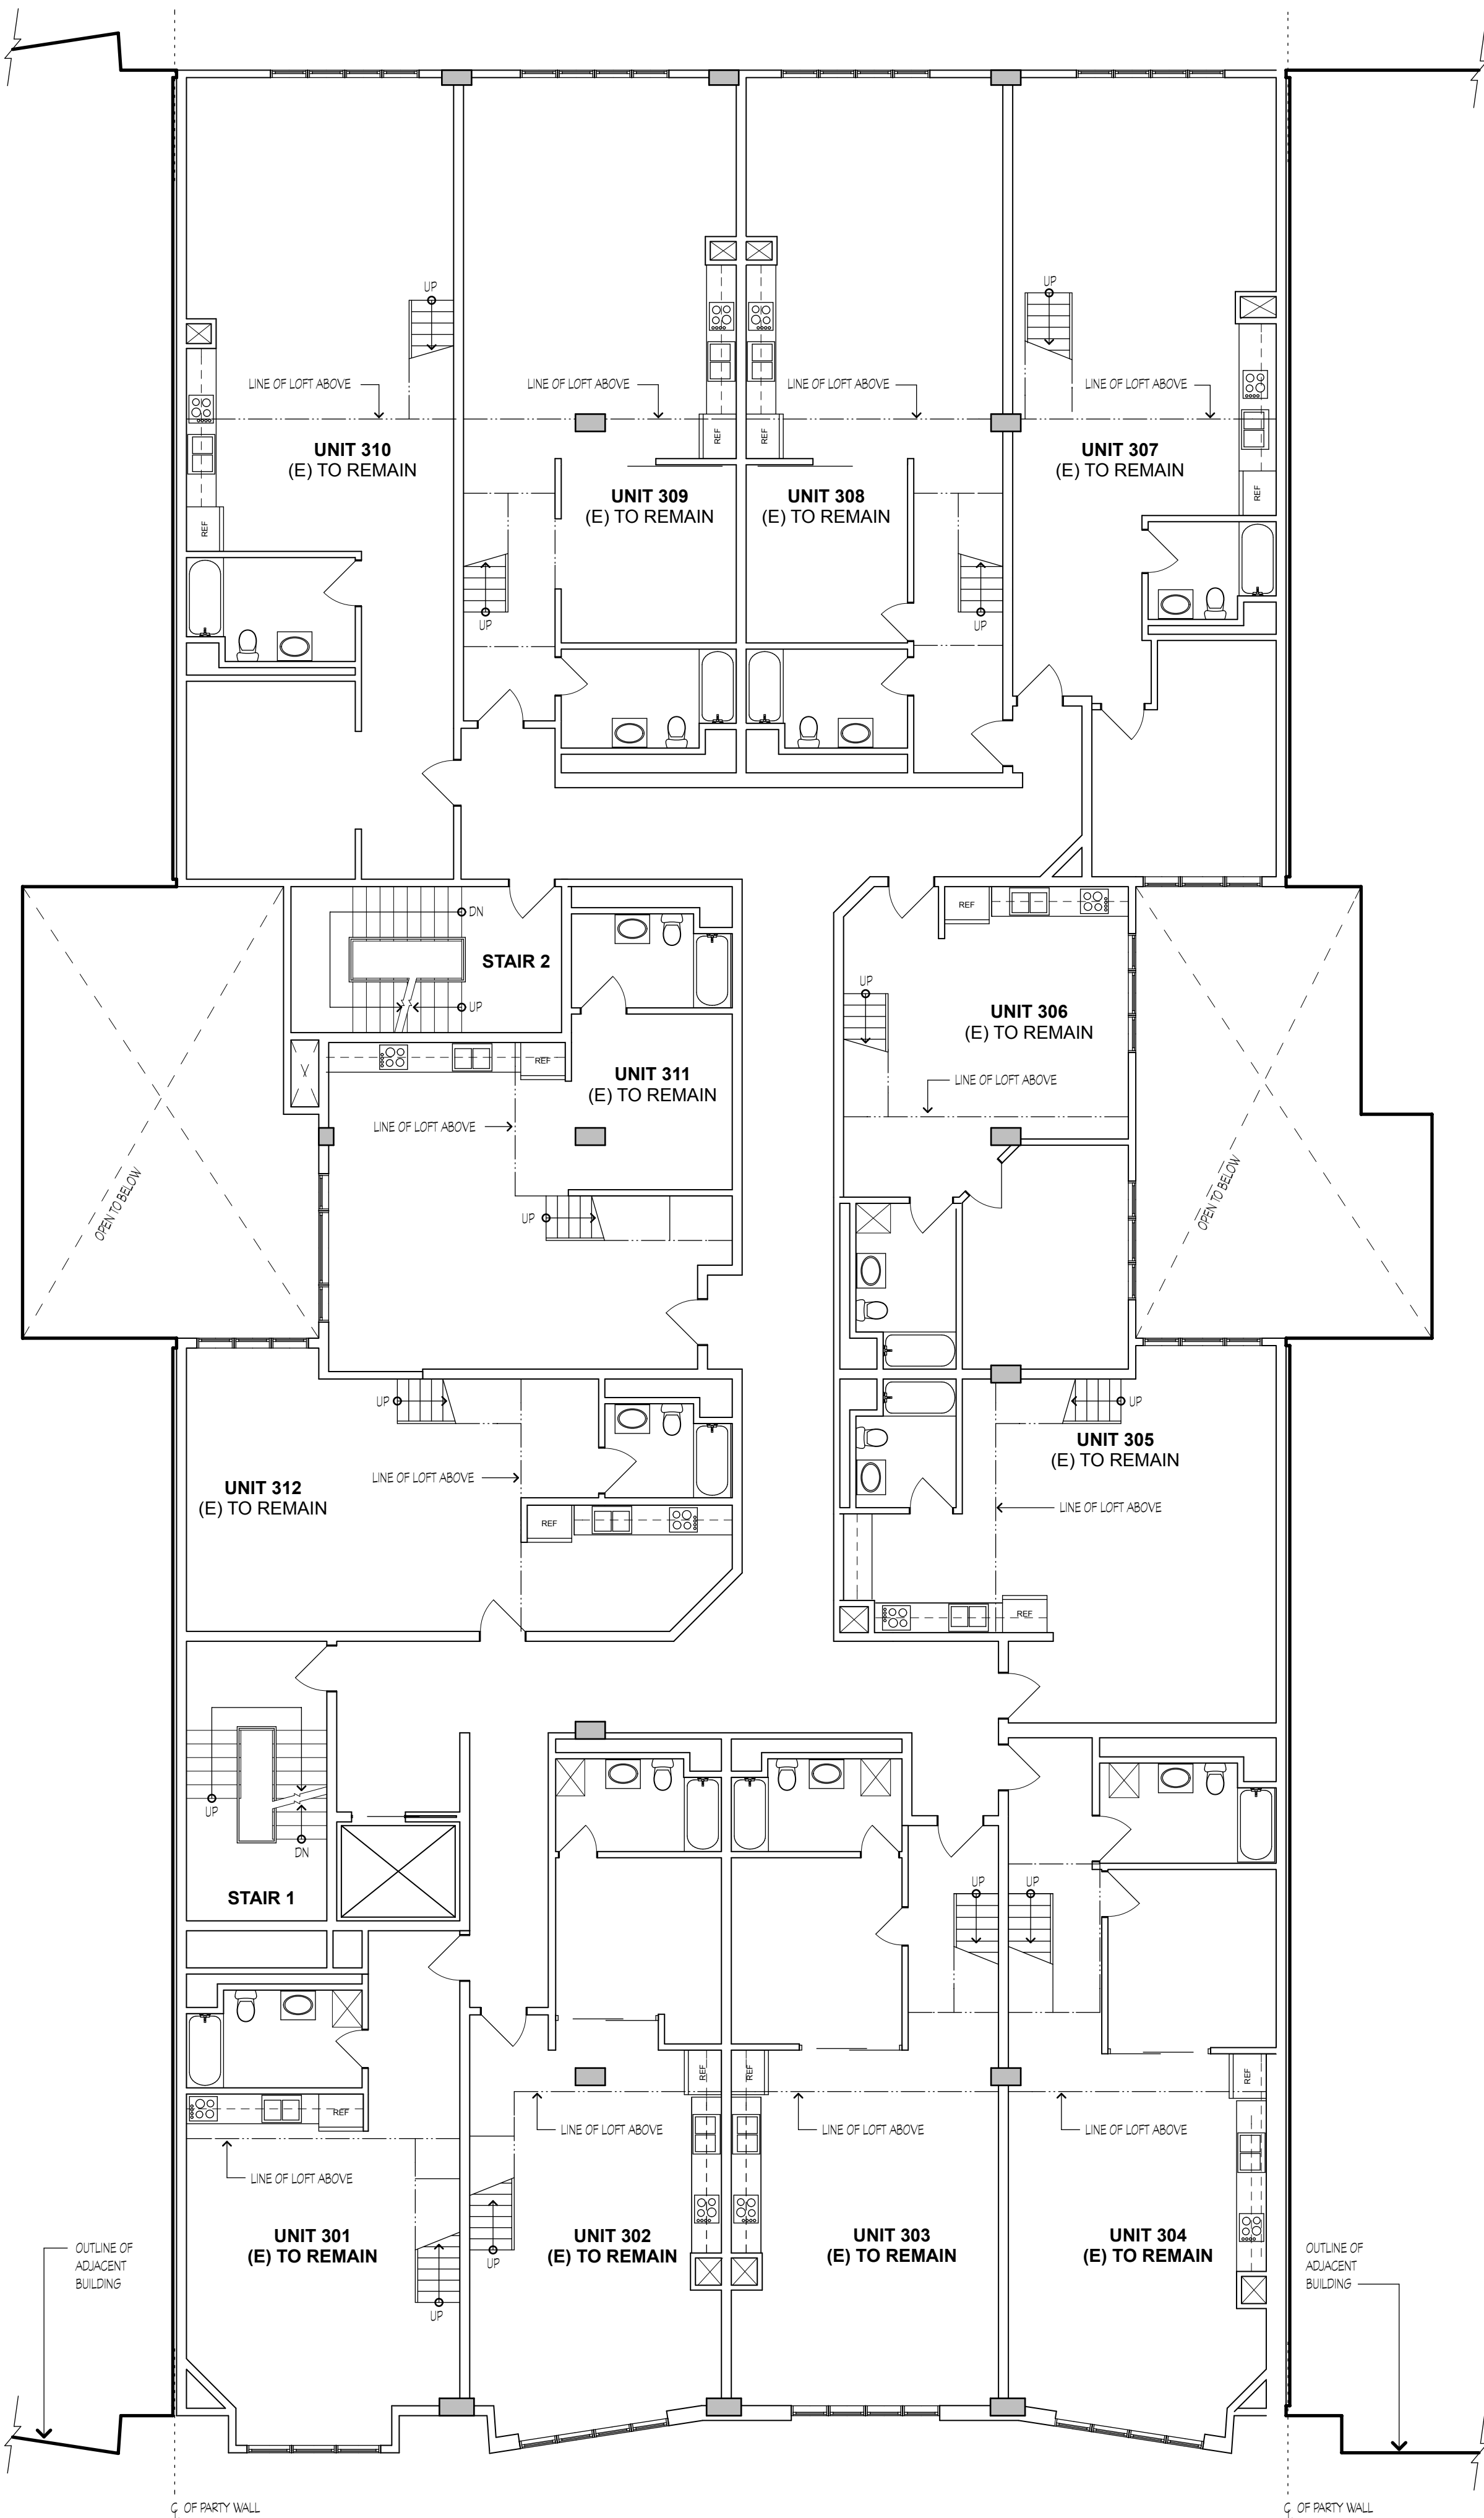 UP
UP
LINE OF LOFT ABOVE
LINE OF LOFT ABOVE
LINE OF LOFT ABOVE
LINE OF LOFT ABOVE
UNIT 310
(E) TO REMAIN
REF
REF
UNIT 307
(E) TO REMAIN
REF
REF
UNIT 309
(E) TO REMAIN
UNIT 308
(E) TO REMAIN
UP
UP
DN
STAIR 2
UP
REF
UP
UNIT 306
(E) TO REMAIN
REF
UNIT 311
(E) TO REMAIN
LINE OF LOFT ABOVE
LINE OF LOFT ABOVE
OPEN TO BELOW
OPEN TO BELOW
UP
UP
UP
UNIT 305
(E) TO REMAIN
LINE OF LOFT ABOVE
UNIT 312
(E) TO REMAIN
LINE OF LOFT ABOVE
REF
REF
UP
DN
STAIR 1
UP
UP
REF
REF
REF
REF
LINE OF LOFT ABOVE
LINE OF LOFT ABOVE
LINE OF LOFT ABOVE
LINE OF LOFT ABOVE
UNIT 301
(E) TO REMAIN
UNIT 302
(E) TO REMAIN
UNIT 303
(E) TO REMAIN
UNIT 304
(E) TO REMAIN
UP
UP
OUTLINE OF
ADJACENT
BUILDING
OUTLINE OF
ADJACENT
BUILDING
℄ OF PARTY WALL
℄ OF PARTY WALL